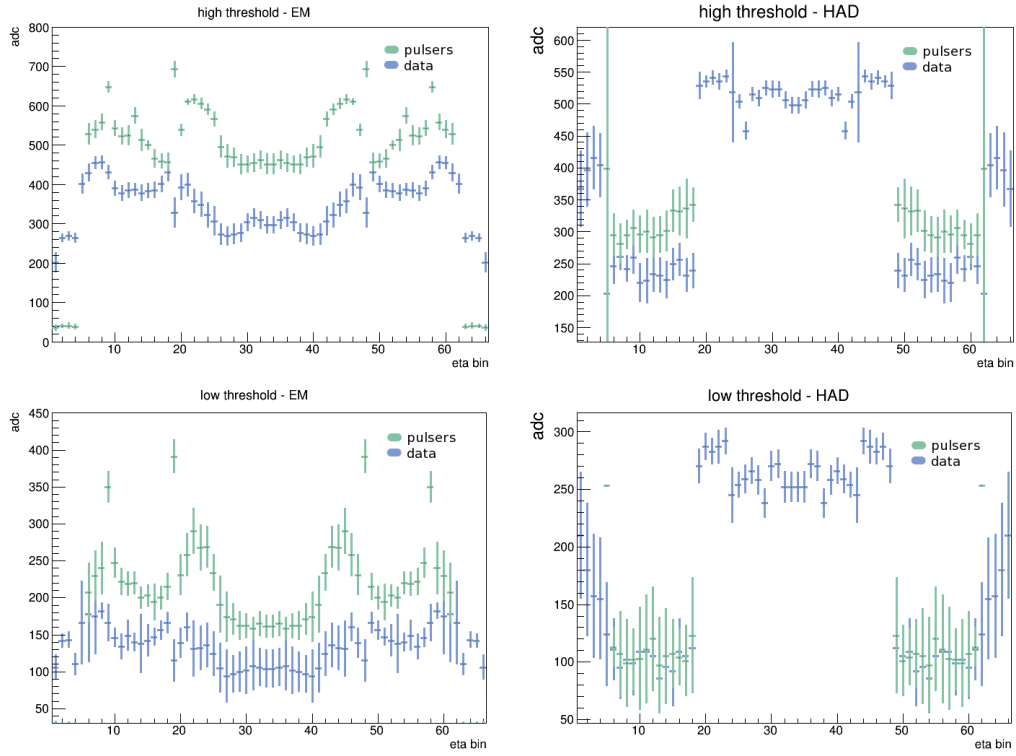 high threshold - EM
adc
800
700
600
500
400
300
200
100
0
pulsers
data
10
20
30
40
50
60
eta bin
high threshold - HAD
adc
600
550
500
450
400
350
300
250
200
150
pulsers
data
10
20
30
40
50
60
eta bin
low threshold - EM
adc
450
400
350
300
250
200
150
100
50
pulsers
data
10
20
30
40
50
60
eta bin
low threshold - HAD
adc
300
250
200
150
100
50
pulsers
data
10
20
30
40
50
60
eta bin